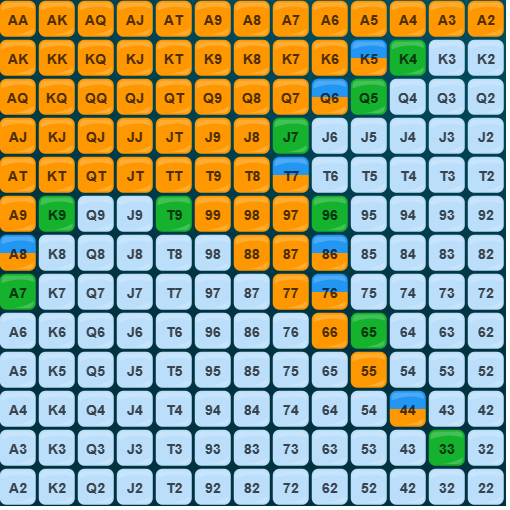 AA AK AQ AJ AT A9 A8 A7 A6 A5 A4 A3 A2
AK KK KQ KJ KT K9 K8 K7 K6 K5 K4 K3 K2
AQ KQ QQ QJ QT Q9 Q8 Q7 Q6 Q5 Q4 Q3 Q2
AJ KJ QJ JJ JT J9 J8 J7 J6 J5 J4 J3 J2
AT KT QT JT TT T9 T8 T7 T6 T5 T4 T3 T2
A9 K9 Q9 J9 T9 99 98 97 96 95 94 93 92
A8 K8 Q8 J8 T8 98 88 87 86 85 84 83 82
A7 K7 Q7 J7 T7 97 87 77 76 75 74 73 72
A6 K6 Q6 J6 T6 96 86 76 66 65 64 63 62
A5 K5 Q5 J5 T5 95 85 75 65 55 54 53 52
A4 K4 Q4 J4 T4 94 84 74 64 54 44 43 42
A3 K3 Q3 J3 T3 93 83 73 63 53 43 33 32
A2 K2 Q2 J2 T2 92 82 72 62 52 42 32 22